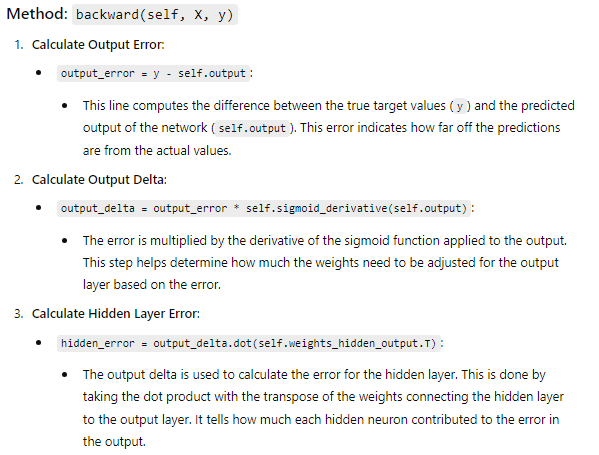 Method: backward(self, X, y)
1. Calculate Output Error:
• output_error = y - self.output :
• This line computes the difference between the true target values ( y ) and the predicted
output of the network ( self.output ). This error indicates how far off the predictions
are from the actual values.
2. Calculate Output Delta:
• output_delta = output_error * self.sigmoid_derivative(self.output) :
• The error is multiplied by the derivative of the sigmoid function applied to the output.
This step helps determine how much the weights need to be adjusted for the output
layer based on the error.
3. Calculate Hidden Layer Error:
• hidden_error = output_delta.dot(self.weights_hidden_output.T) :
• The output delta is used to calculate the error for the hidden layer. This is done by
taking the dot product with the transpose of the weights connecting the hidden layer
to the output layer. It tells how much each hidden neuron contributed to the error in
the output.